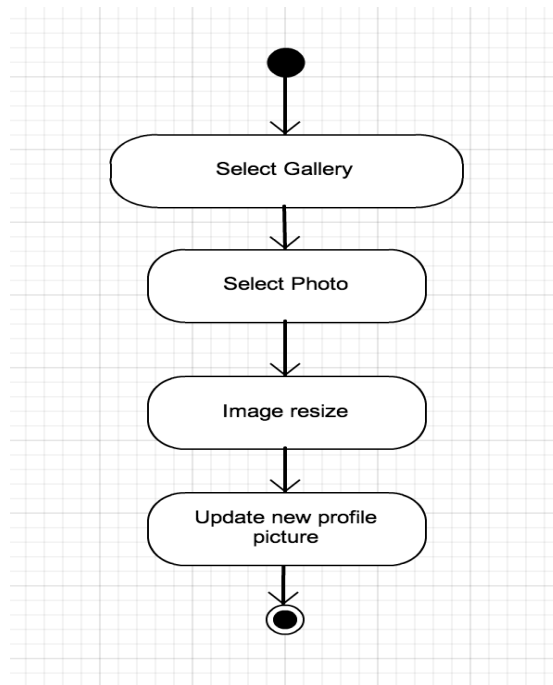 Select Gallery
Select Photo
Image resize
Update new profile
picture